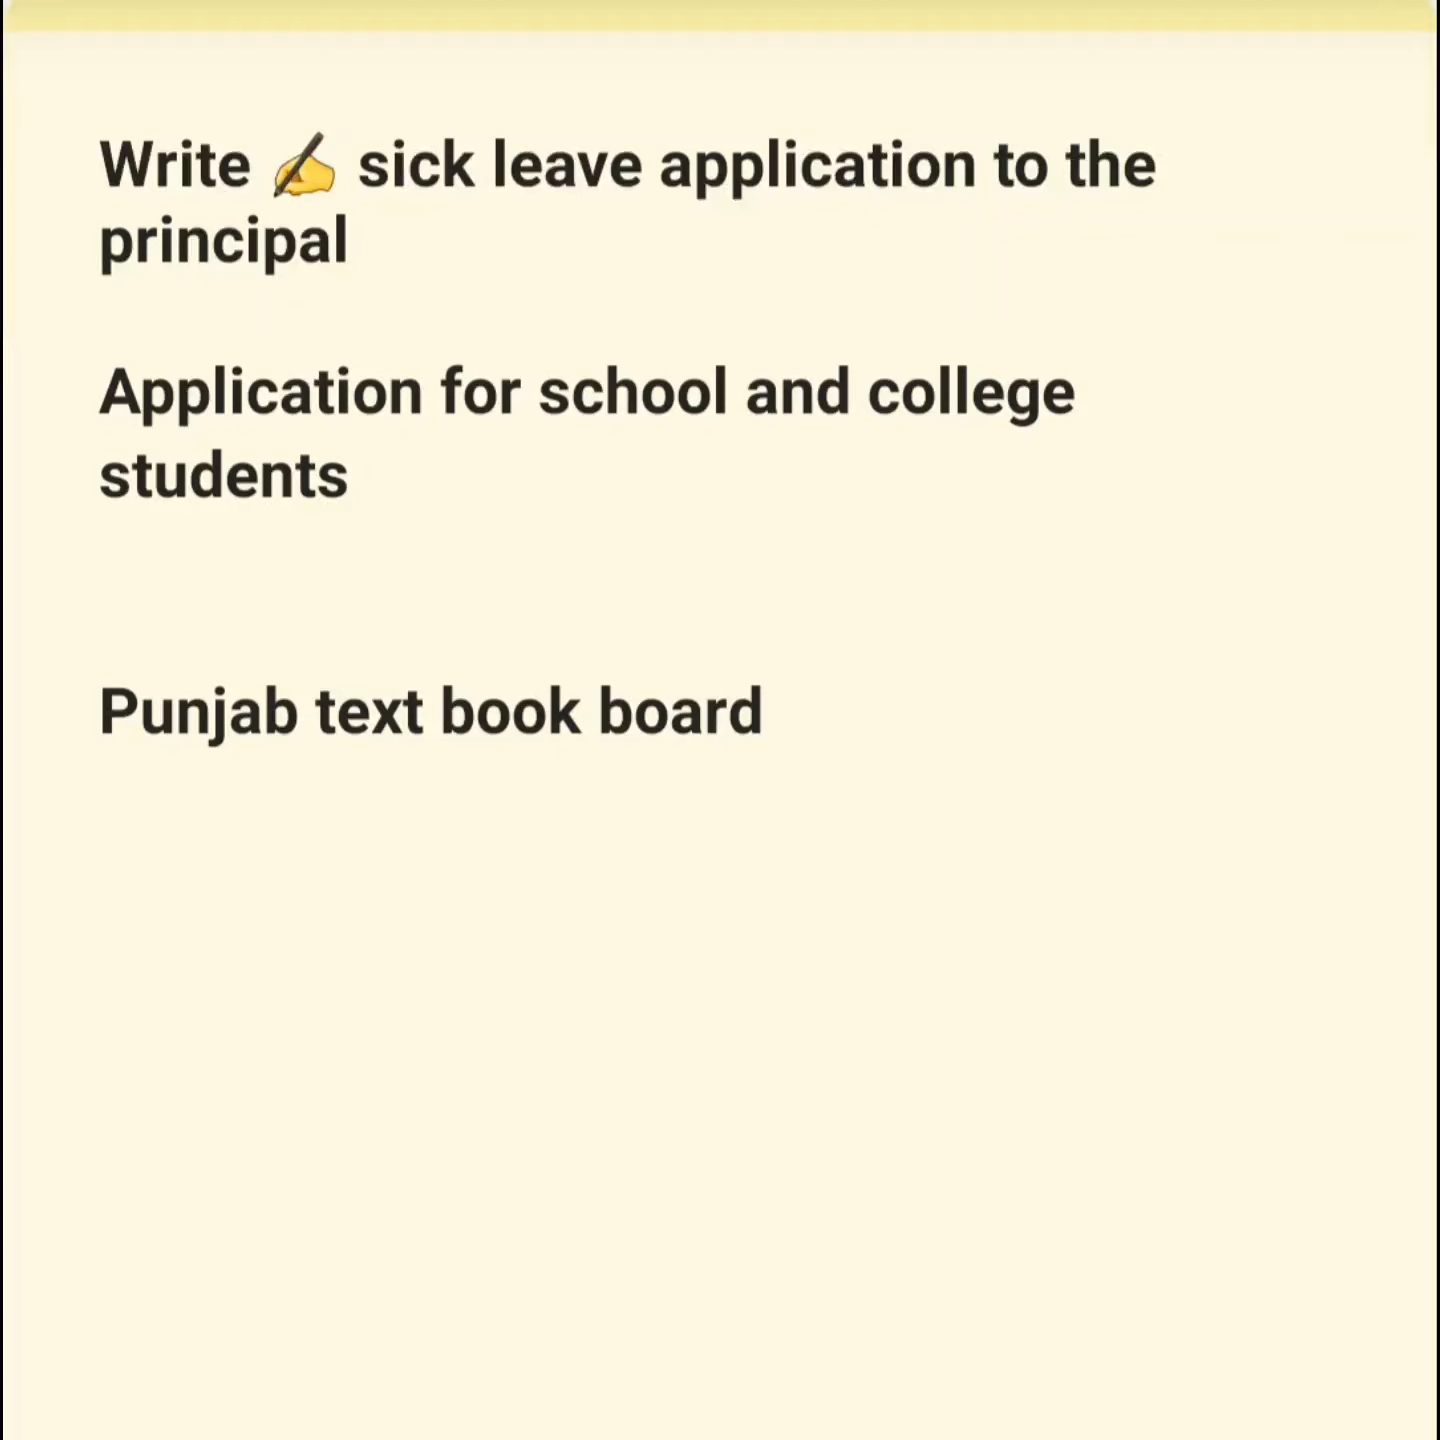 Write ✍ sick leave application to the
principal
Application for school and college
students
Punjab text book board